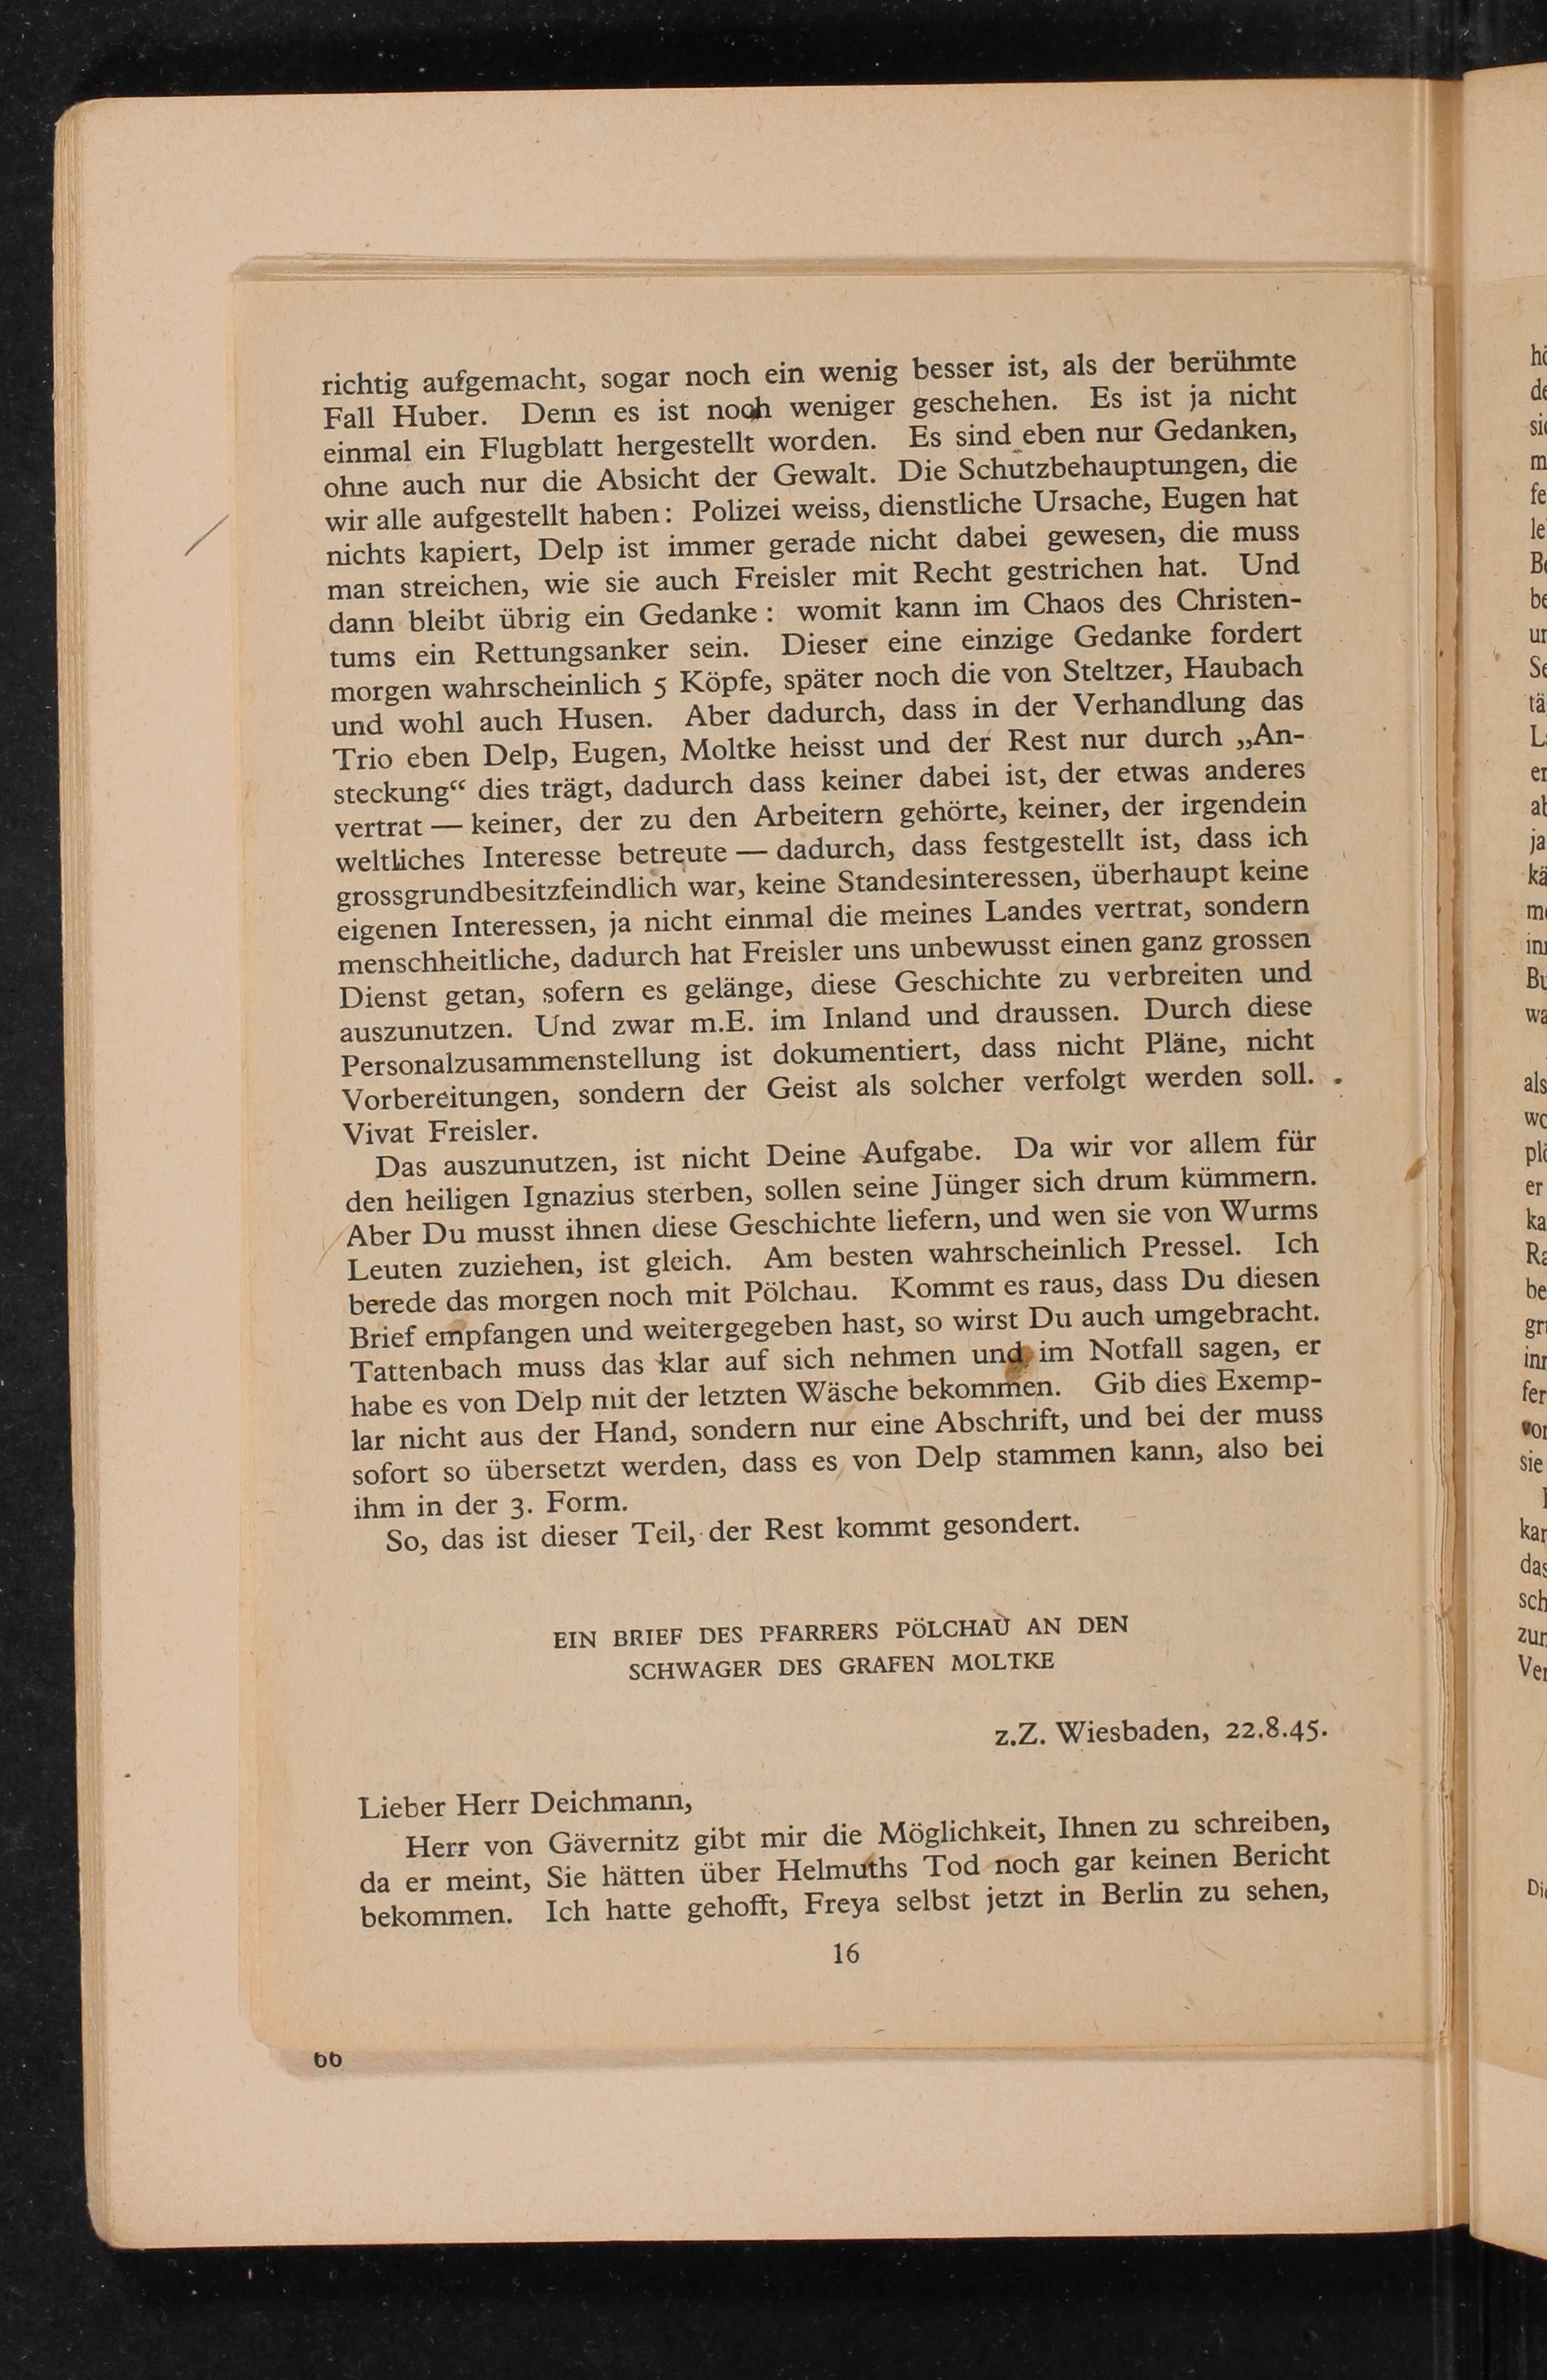 richtig aufgemacht, sogar noch ein wenig besser ist, als der berühmte
Fall Huber. Denn es ist noch weniger geschehen. Es ist ja nicht
einmal ein Flugblatt hergestellt worden. Es sind eben nur Gedanken,
ohne auch nur die Absicht der Gewalt. Die Schutzbehauptungen, die
wir alle aufgestellt haben: Polizei weiss, dienstliche Ursache, Eugen hat
nichts kapiert, Delp ist immer gerade nicht dabei gewesen, die muss
man streichen, wie sie auch Freisler mit Recht gestrichen hat. Und
dann bleibt übrig ein Gedanke: womit kann im Chaos des Christen-
tums ein Rettungsanker sein. Dieser eine einzige Gedanke fordert
morgen wahrscheinlich 5 Köpfe, später noch die von Steltzer, Haubach
und wohl auch Husen. Aber dadurch, dass in der Verhandlung das
Trio eben Delp, Eugen, Moltke heisst und der Rest nur durch „An-
steckung“ dies trägt, dadurch dass keiner dabei ist, der etwas anderes
vertrat — keiner, der zu den Arbeitern gehörte, keiner, der irgendein
weltliches Interesse betreute — dadurch, dass festgestellt ist, dass ich
grossgrundbesitzfeindlich war, keine Standesinteressen, überhaupt keine
eigenen Interessen, ja nicht einmal die meines Landes vertrat, sondern
menschheitliche, dadurch hat Freisler uns unbewusst einen ganz grossen
Dienst getan, sofern es gelänge, diese Geschichte zu verbreiten und
auszunutzen. Und zwar m.E. im Inland und draussen. Durch diese
Personalzusammenstellung ist dokumentiert, dass nicht Pläne, nicht
Vorbereitungen, sondern der Geist als solcher verfolgt werden soll.
Vivat Freisler.
Das auszunutzen, ist nicht Deine Aufgabe. Da wir vor allem für
den heiligen Ignazius sterben, sollen seine Jünger sich drum kümmern.
Aber Du musst ihnen diese Geschichte liefern, und wen sie von Wurms
Leuten zuziehen, ist gleich. Am besten wahrscheinlich Pressel. Ich
berede das morgen noch mit Pölchau. Kommt es raus, dass Du diesen
Brief empfangen und weitergegeben hast, so wirst Du auch umgebracht.
Tattenbach muss das klar auf sich nehmen und im Notfall sagen, er
habe es von Delp mit der letzten Wäsche bekommen. Gib dies Exemp-
lar nicht aus der Hand, sondern nur eine Abschrift, und bei der muss
sofort so übersetzt werden, dass es von Delp stammen kann, also bei
ihm in der 3. Form.
So, das ist dieser Teil, der Rest kommt gesondert.
EIN BRIEF DES PFARRERS PÖLCHAU AN DEN
SCHWAGER DES GRAFEN MOLTKE
z.Z. Wiesbaden, 22.8.45.
Lieber Herr Deichmann,
Herr von Gävernitz gibt mir die Möglichkeit, Ihnen zu schreiben,
da er meint, Sie hätten über Helmuths Tod noch gar keinen Bericht
bekommen. Ich hatte gehofft, Freya selbst jetzt in Berlin zu sehen,
16
66